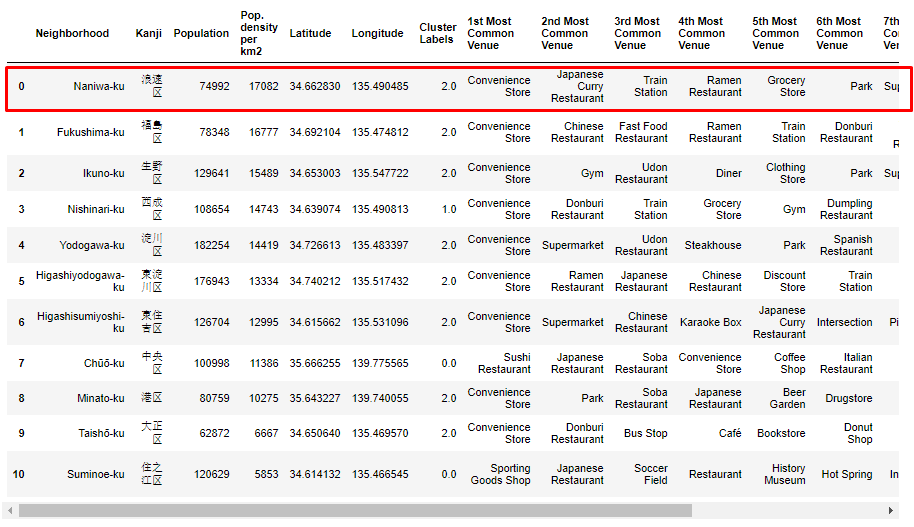 Neighborhood Kanji Population Pop. density per km2 Latitude Longitude Cluster Labels 1st Most Common Venue 2nd Most Common Venue 3rd Most Common Venue 4th Most Common Venue 5th Most Common Venue 6th Most Common Venue 7th
0 Naniwa-ku 浪速区 74992 17082 34.662830 135.490485 2.0 Convenience Store Japanese Curry Restaurant Train Station Ramen Restaurant Grocery Store Park
1 Fukushima-ku 福島区 78348 16777 34.692104 135.474812 2.0 Convenience Store Chinese Restaurant Fast Food Restaurant Ramen Restaurant Train Station Donburi Restaurant
2 Ikuno-ku 生野区 129641 15489 34.653003 135.547722 2.0 Convenience Store Gym Udon Restaurant Diner Clothing Store Park
3 Nishinari-ku 西成区 108654 14743 34.639074 135.490813 1.0 Convenience Store Donburi Restaurant Train Station Grocery Store Gym Dumpling Restaurant
4 Yodogawa-ku 淀川区 182254 14419 34.726613 135.483397 2.0 Convenience Store Supermarket Udon Restaurant Steakhouse Park Spanish Restaurant
5 Higashiyodogawa-ku 東淀川区 176943 13334 34.740212 135.517432 2.0 Convenience Store Ramen Restaurant Japanese Restaurant Chinese Restaurant Discount Store Train Station
6 Higashisumiyoshi-ku 東住吉区 126704 12995 34.615662 135.531096 2.0 Convenience Store Supermarket Chinese Restaurant Karaoke Box Japanese Curry Restaurant Intersection
7 Chūō-ku 中央区 100998 11386 35.666255 139.775565 0.0 Sushi Restaurant Japanese Restaurant Soba Restaurant Convenience Store Coffee Shop Italian Restaurant
8 Minato-ku 港区 80759 10275 35.643227 139.740055 2.0 Convenience Store Park Soba Restaurant Japanese Restaurant Beer Garden Drugstore
9 Taishō-ku 大正区 62872 6667 34.650640 135.469570 2.0 Convenience Store Donburi Restaurant Bus Stop Café Bookstore Donut Shop
10 Suminoe-ku 住之江区 120629 5853 34.614132 135.466545 0.0 Sporting Goods Shop Japanese Restaurant Soccer Field Restaurant History Museum Hot Spring